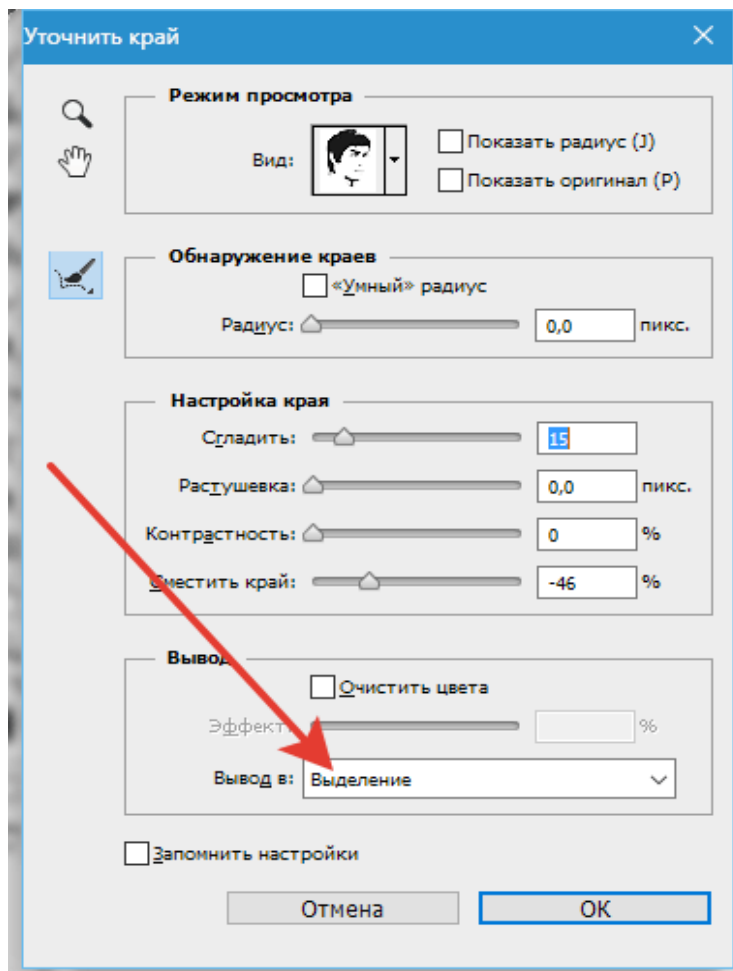 Уточнить край
Режим просмотра
Вид:
Показать радиус (J)
Показать оригинал (P)
Обнаружение краев
«Умный» радиус
Радиус: 0,0 пикс.
Настройка края
Сгладить: 15
Растушевка: 0,0 пикс.
Контрастность: 0 %
Сместить край: -46 %
Вывод
Очистить цвета
Эффект: %
Вывод в: Выделение
Запомнить настройки
Отмена OK